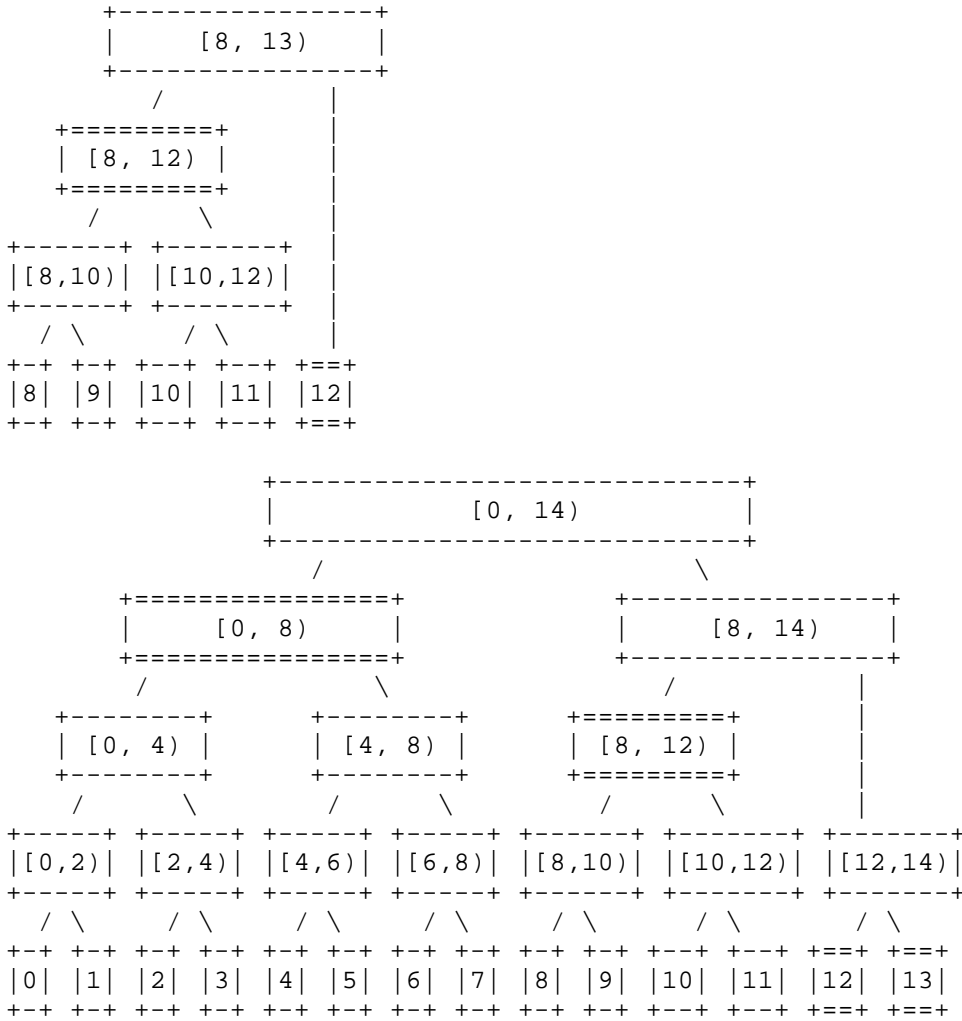 [8, 13)
[8, 12)
[8,10) [10,12)
8 9 10 11 12
[0, 14)
[0, 8) [8, 14)
[0, 4) [4, 8) [8, 12)
[0,2) [2,4) [4,6) [6,8) [8,10) [10,12) [12,14)
0 1 2 3 4 5 6 7 8 9 10 11 12 13